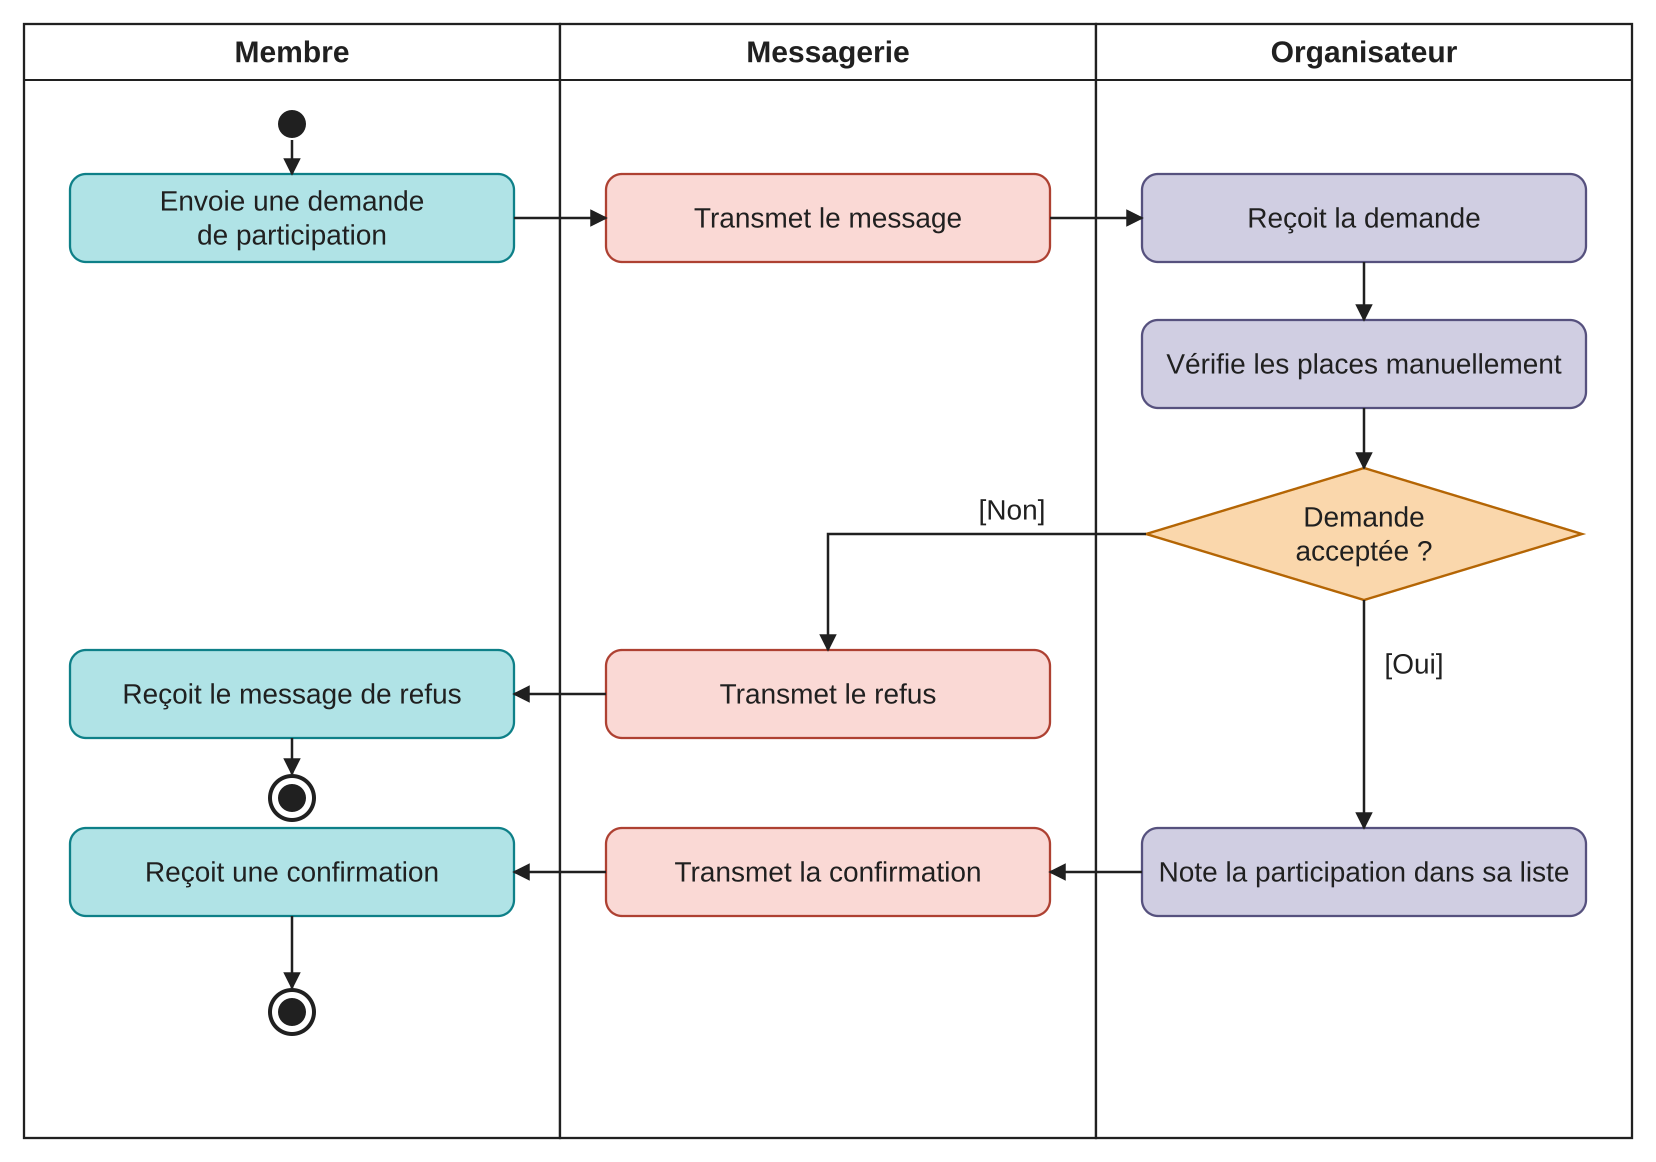 Membre
Messagerie
Organisateur
Envoie une demande
de participation
Transmet le message
Reçoit la demande
Vérifie les places manuellement
Demande
acceptée ?
[Non]
[Oui]
Reçoit le message de refus
Transmet le refus
Reçoit une confirmation
Transmet la confirmation
Note la participation dans sa liste